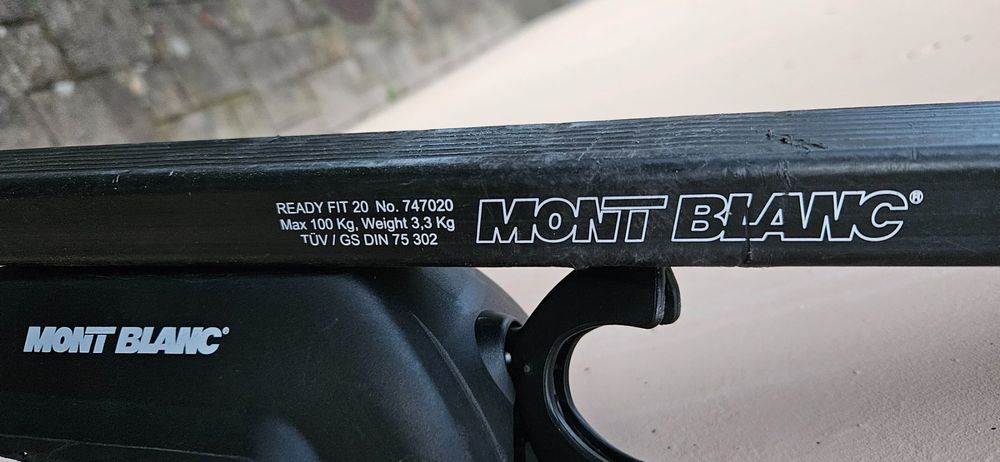 READY FIT 20 No. 747020
Max 100 Kg, Weight 3,3 Kg
TÜV / GS DIN 75 302
MONT BLANC®
MONT BLANC®